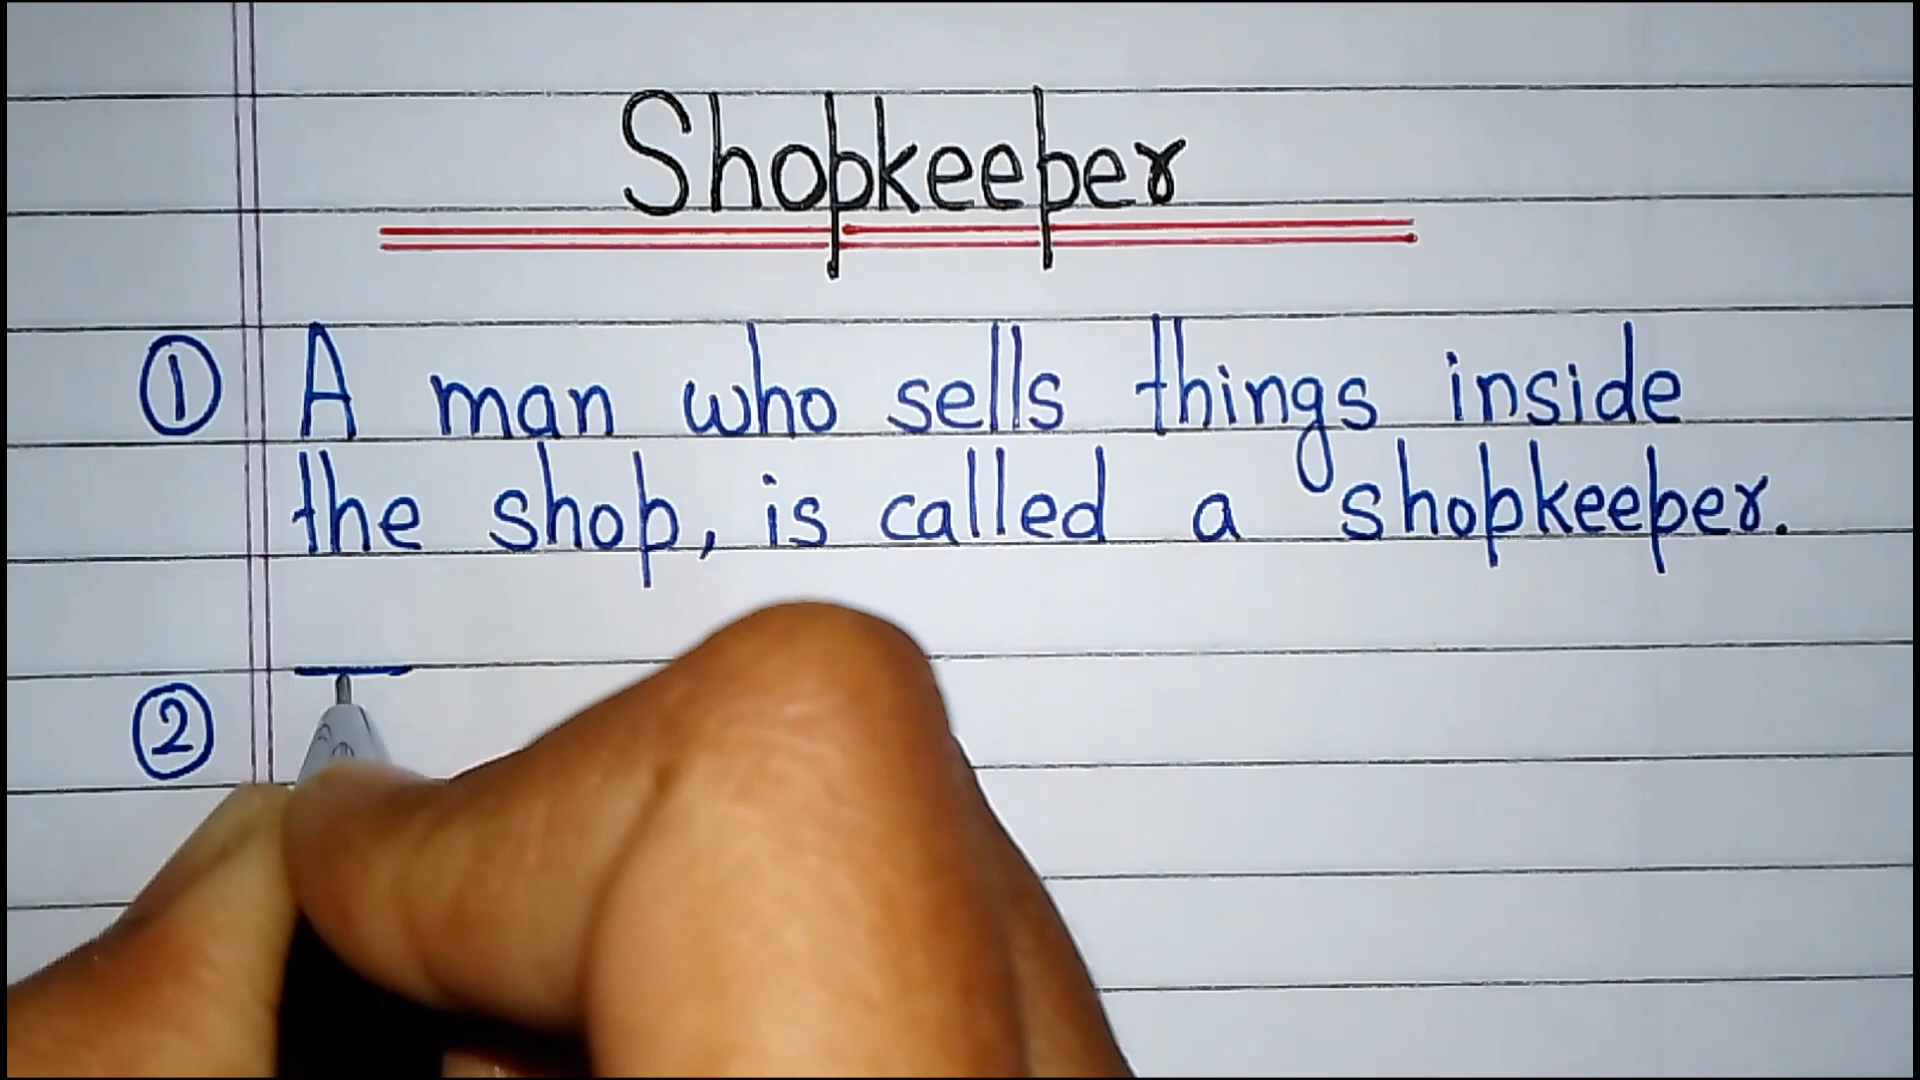 Shopkeeper
① A man who sells things inside
the shop, is called a shopkeeper.
②